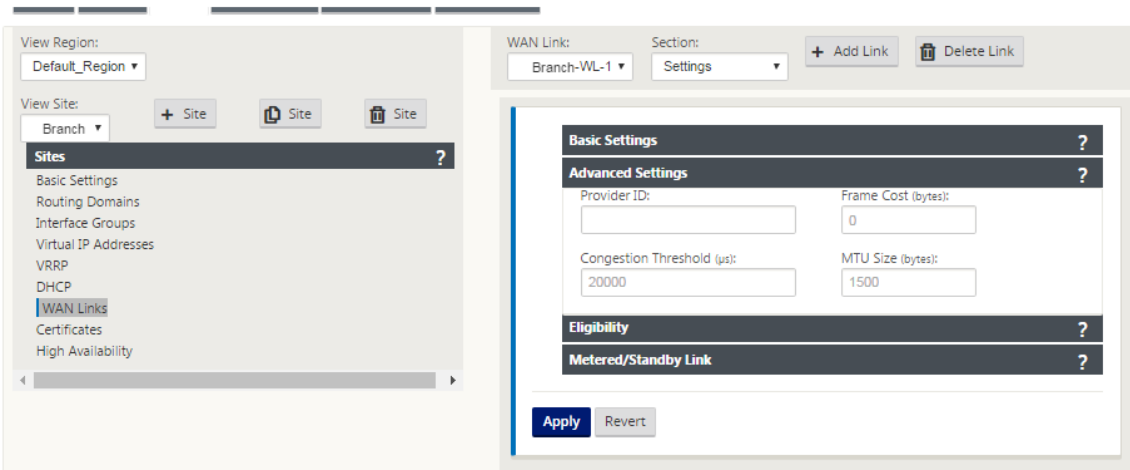 View Region:
Default_Region
View Site:
Branch
+ Site
Site
Site
Sites ?
Basic Settings
Routing Domains
Interface Groups
Virtual IP Addresses
VRRP
DHCP
WAN Links
Certificates
High Availability
WAN Link:
Branch-WL-1
Section:
Settings
+ Add Link
Delete Link
Basic Settings ?
Advanced Settings ?
Provider ID: Frame Cost (bytes):
0
Congestion Threshold (µs): MTU Size (bytes):
20000 1500
Eligibility ?
Metered/Standby Link ?
Apply Revert